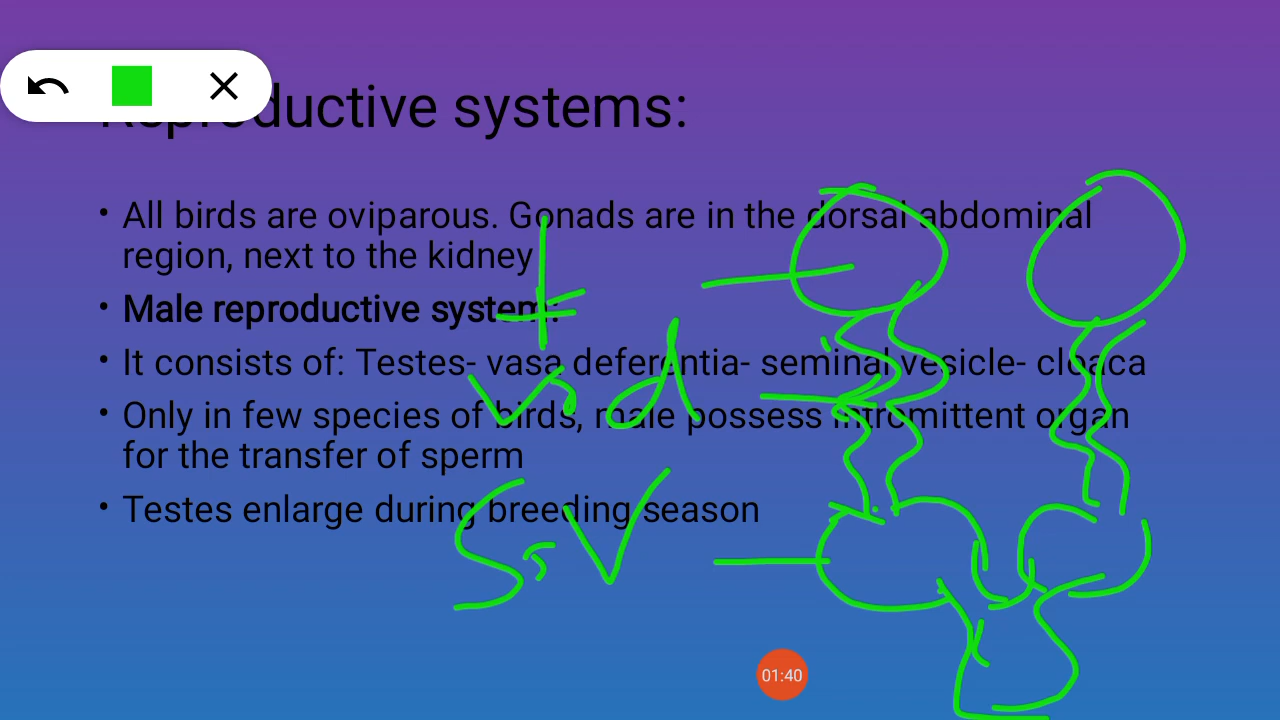 Reproductive systems:
• All birds are oviparous. Gonads are in the dorsal abdominal
region, next to the kidney
• Male reproductive system:
• It consists of: Testes- vasa deferentia- seminal vesicle- cloaca
• Only in few species of birds, male possess intromittent organ
for the transfer of sperm
• Testes enlarge during breeding season
t
v, d
S, V
01:40